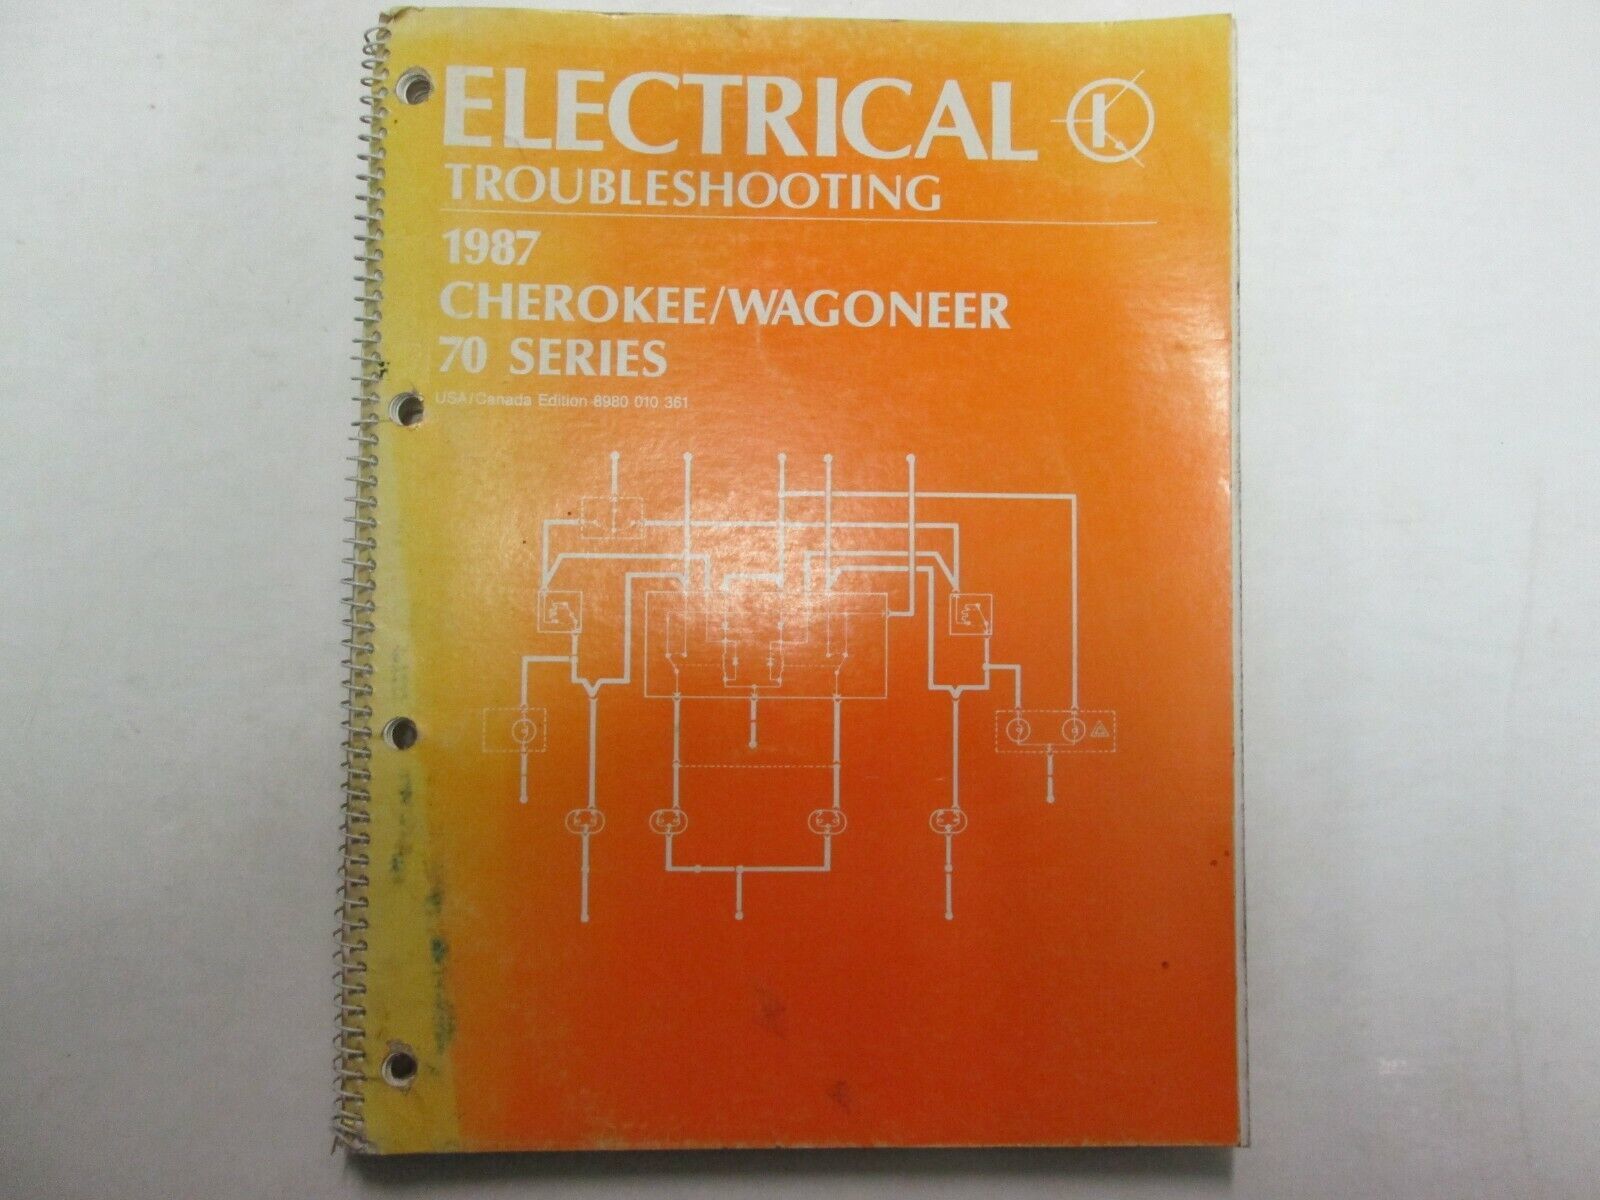 ELECTRICAL
TROUBLESHOOTING
1987
CHEROKEE/WAGONEER
70 SERIES
USA/Canada Edition 8980 010 361